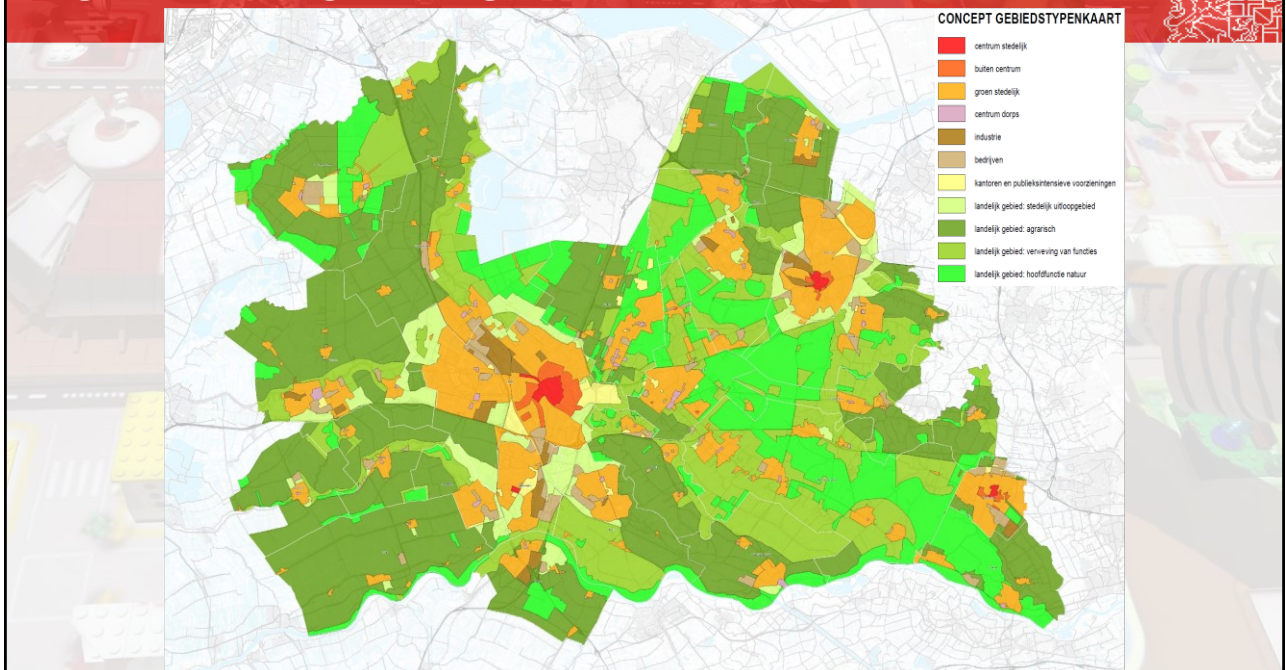 CONCEPT GEBIEDSTYPENKAART
centrum stedelijk
buiten centrum
groen stedelijk
centrum dorps
industrie
bedrijven
kantoren en publieksintensieve voorzieningen
landelijk gebied: stedelijk uitloopgebied
landelijk gebied: agrarisch
landelijk gebied: verweving van functies
landelijk gebied: hoofdfunctie natuur